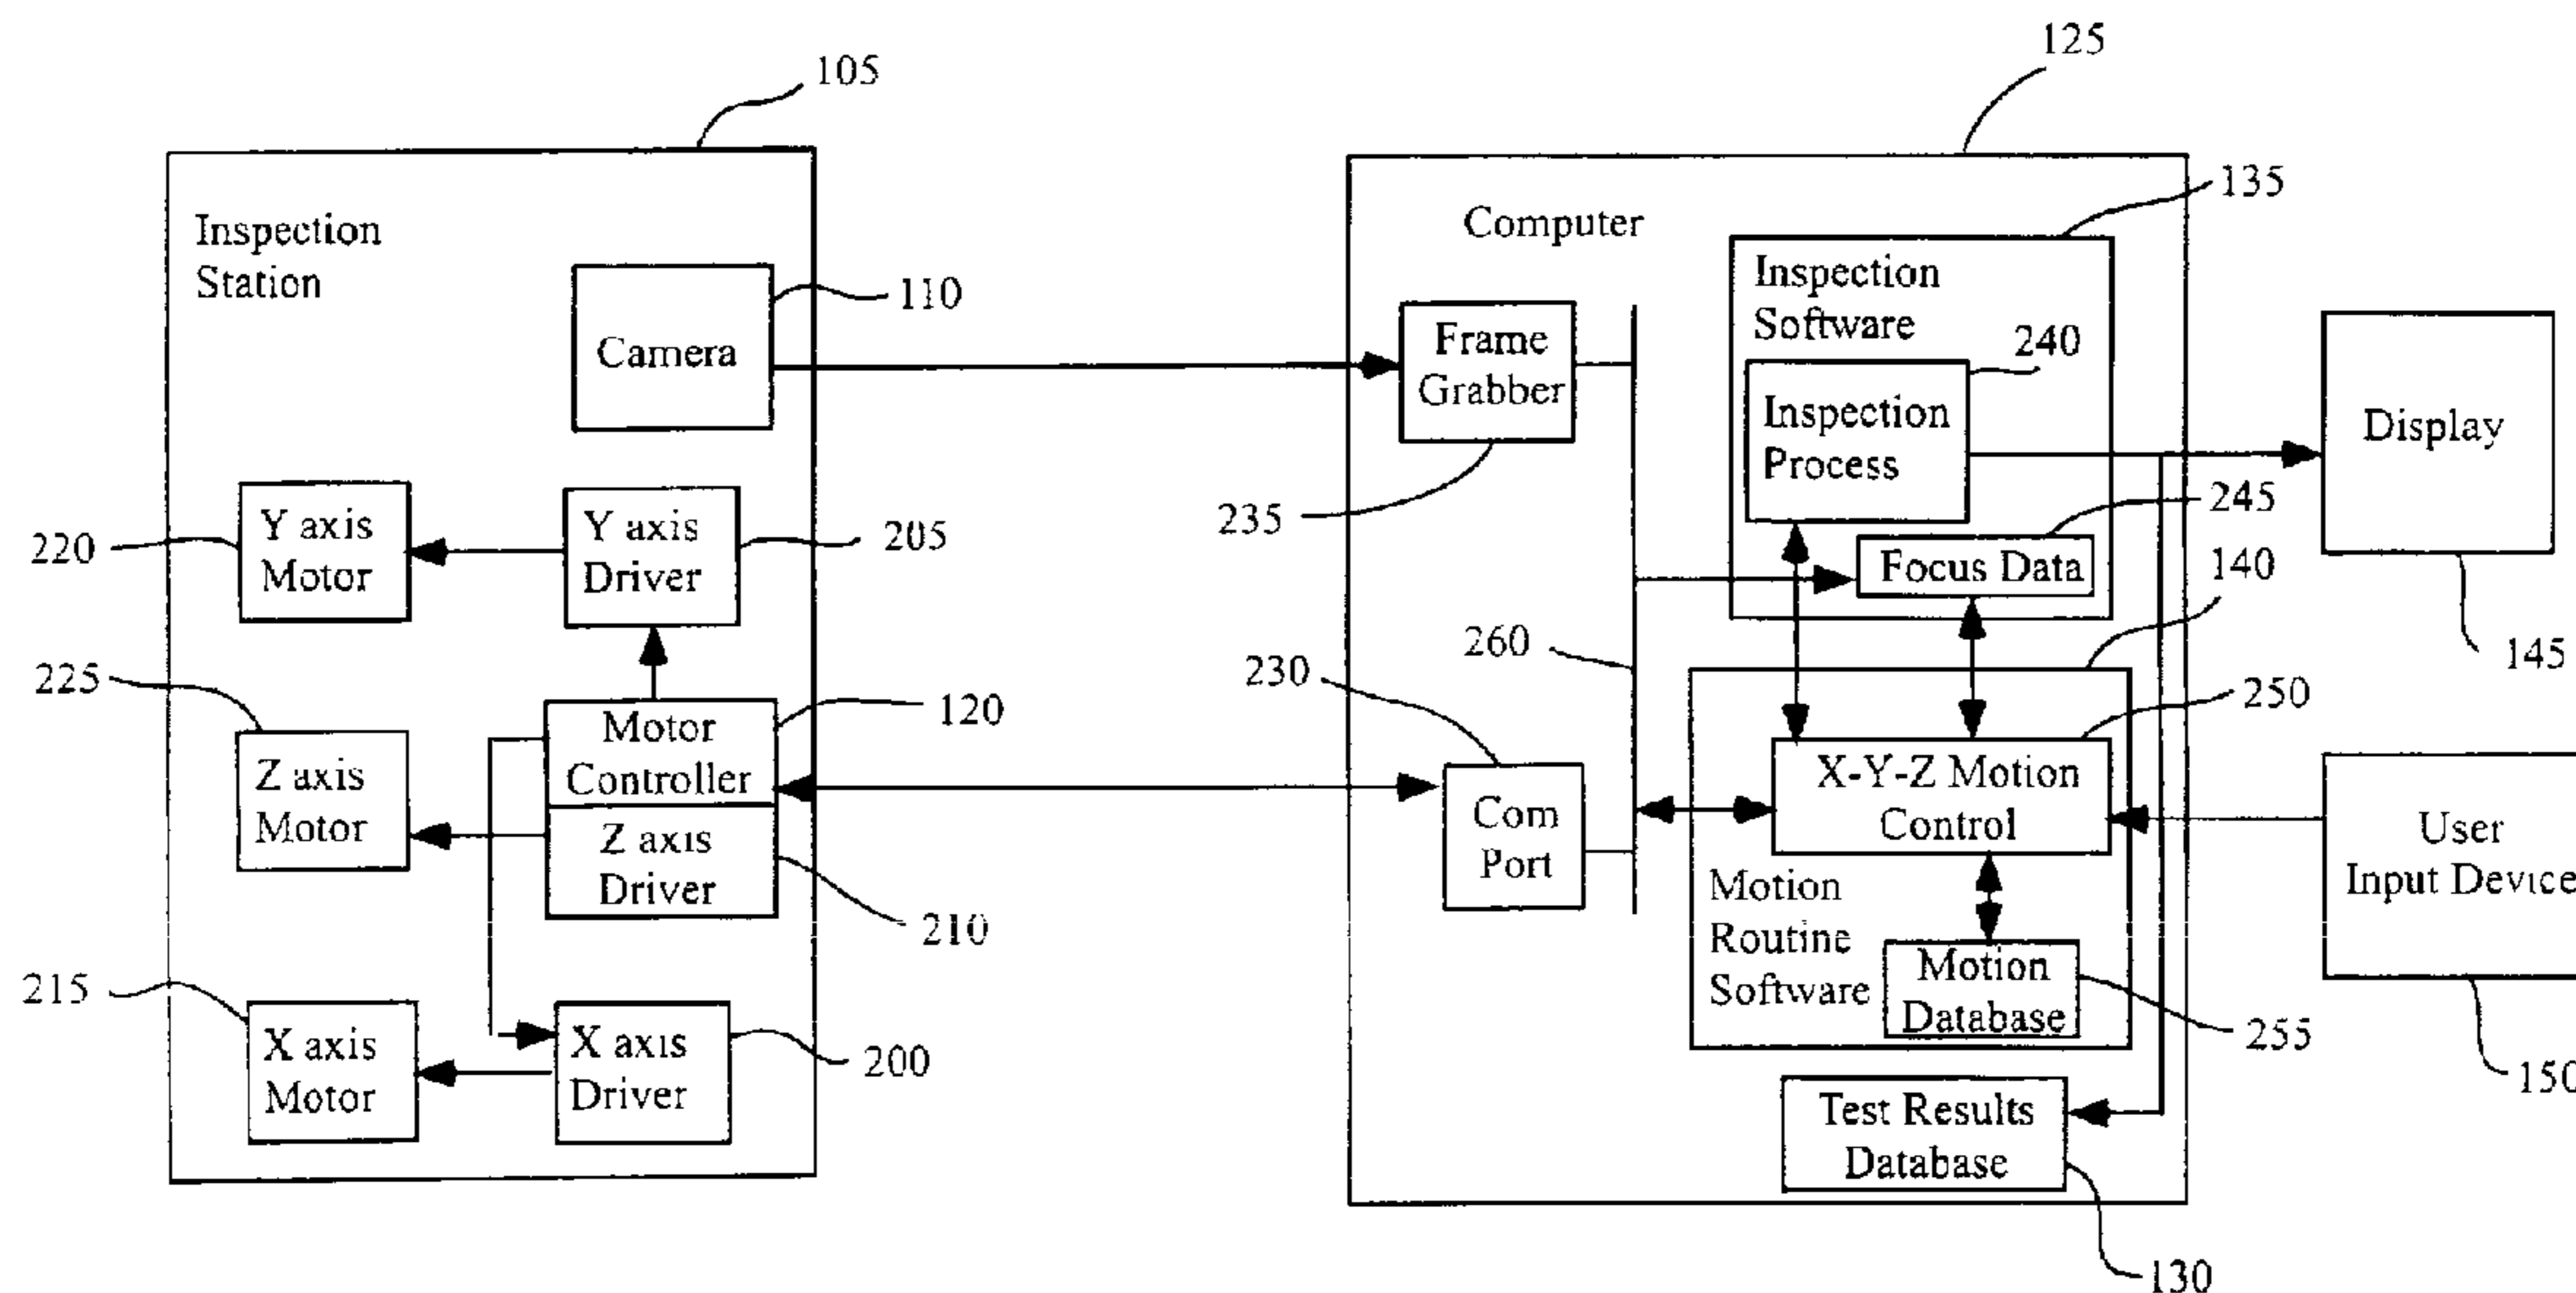 105
125
135
Inspection
Station
Computer
Inspection
Software
110
Camera
Frame
Grabber
240
Inspection
Process
Display
235
245
220
Y axis
Motor
Y axis
Driver
205
Focus Data
140
225
260
230
145
Motor
Controller
120
250
Z axis
Motor
X-Y-Z Motion
Control
Z axis
Driver
Com
Port
User
Input Device
210
Motion
Routine
Software
Motion
Database
215
255
X axis
Motor
X axis
Driver
200
150
Test Results
Database
130